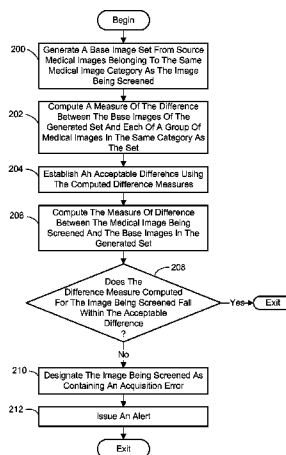 Begin
200
Generate A Base Image Set From Source
Medical Images Belonging To The Same
Medical Image Category As The Image
Being Screened
202
Compute A Measure Of The Difference
Between The Base Images Of The
Generated Set And Each Of A Group Of
Medical Images In The Same Category As
The Set
204
Establish An Acceptable Difference Using
The Computed Difference Measures
206
Compute The Measure Of Difference
Between The Medical Image Being
Screened And The Base Images In The
Generated Set
208
Does The
Difference Measure Computed
For The Image Being Screened Fall
Within The Acceptable
Difference
?
Yes
Exit
No
210
Designate The Image Being Screened As
Containing An Acquisition Error
212
Issue An Alert
Exit